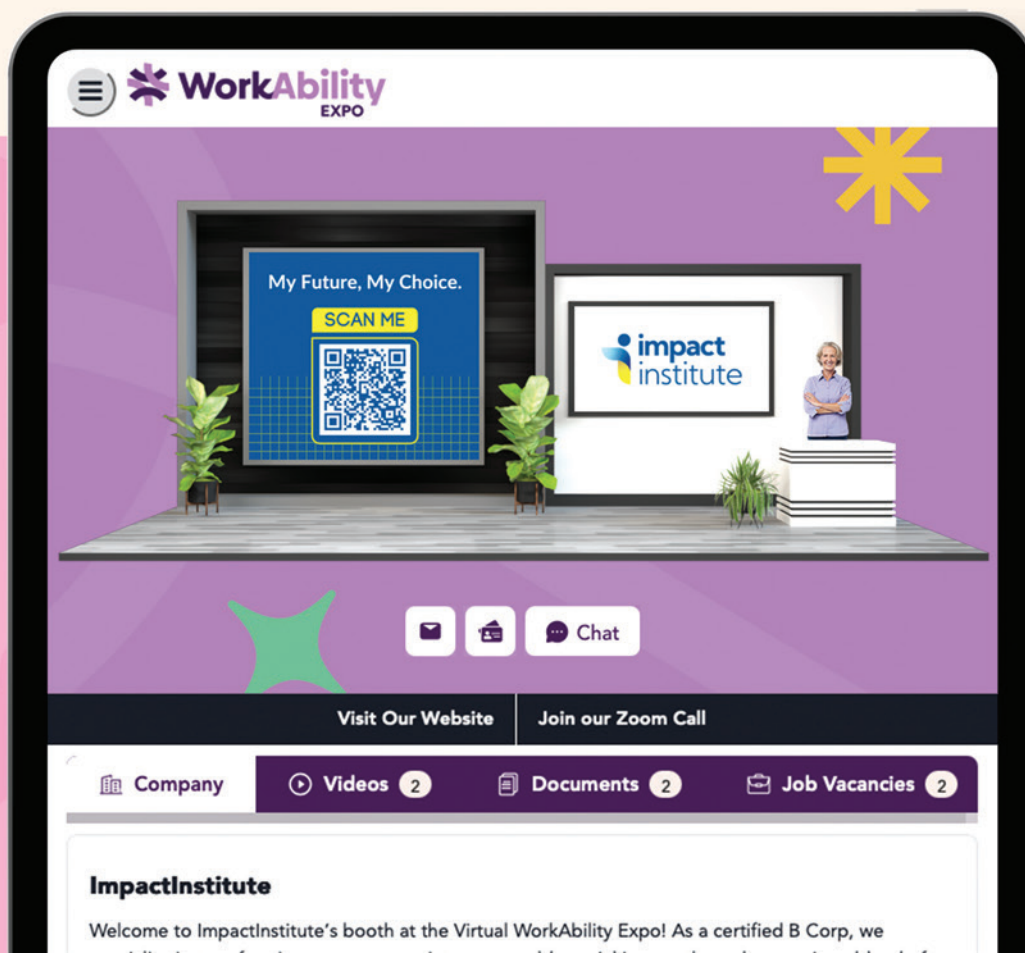 WorkAbility
EXPO
My Future, My Choice.
SCAN ME
impact
institute
Chat
Visit Our Website
Join our Zoom Call
Company
Videos 2
Documents 2
Job Vacancies 2
ImpactInstitute
Welcome to ImpactInstitute's booth at the Virtual WorkAbility Expo! As a certified B Corp, we